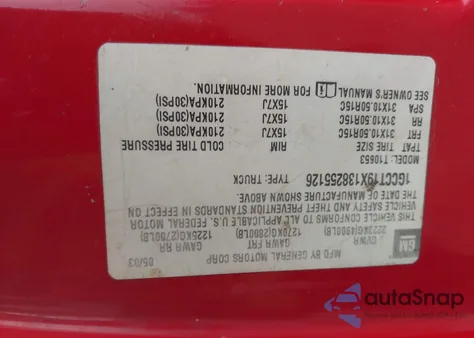 MFD BY GENERAL MOTORS CORP
05/03
GM
GVWR GAWR FRT GAWR RR
2223KG(4900LB) 1270KG(2800LB) 1225KG(2700LB)
THIS VEHICLE CONFORMS TO ALL APPLICABLE U.S. FEDERAL MOTOR
VEHICLE SAFETY AND THEFT PREVENTION STANDARDS IN EFFECT ON
THE DATE OF MANUFACTURE SHOWN ABOVE.
1GCCT19X138255126 TYPE: TRUCK
MODEL: T10653
TPAT TIRE SIZE RIM COLD TIRE PRESSURE
FRT 31X10.50R15C 15X7J 210KPA(30PSI)
RR 31X10.50R15C 15X7J 210KPA(30PSI)
SPA 31X10.50R15C 15X7J 210KPA(30PSI)
SEE OWNER'S MANUAL FOR MORE INFORMATION
autoSnap